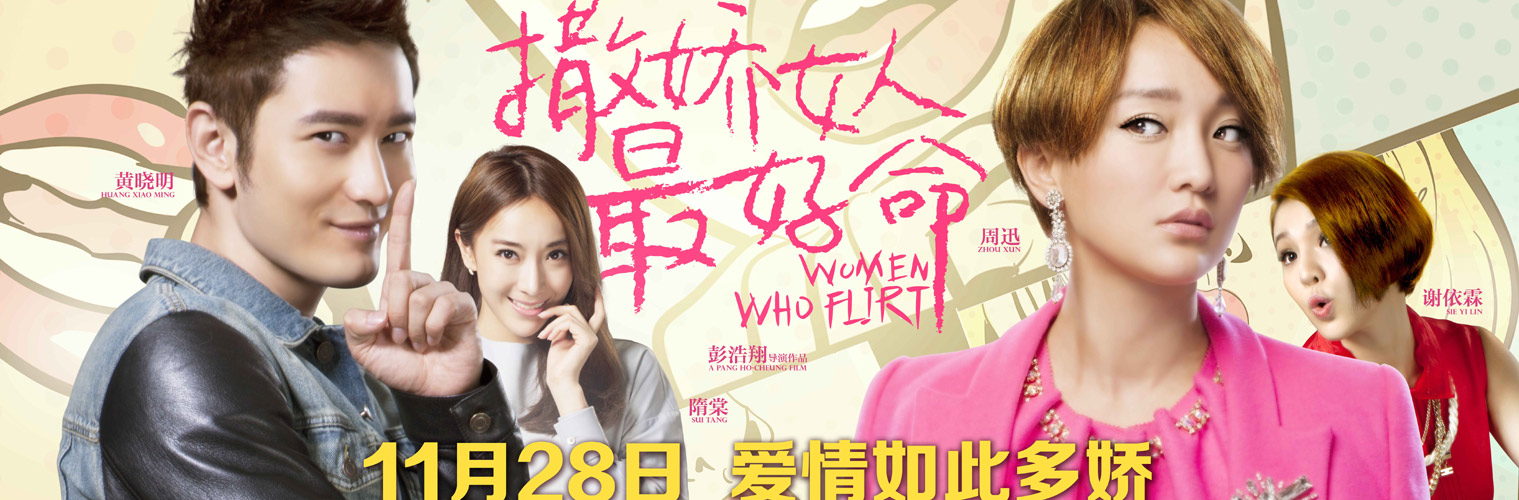 撒娇女人
最好命
WOMEN
WHO FLIRT
黄晓明
HUANG XIAO MING
周迅
ZHOU XUN
谢依霖
SIE YI LIN
彭浩翔导演作品
A PANG HO-CHEUNG FILM
隋棠
SUI TANG
11月28日 爱情如此多娇